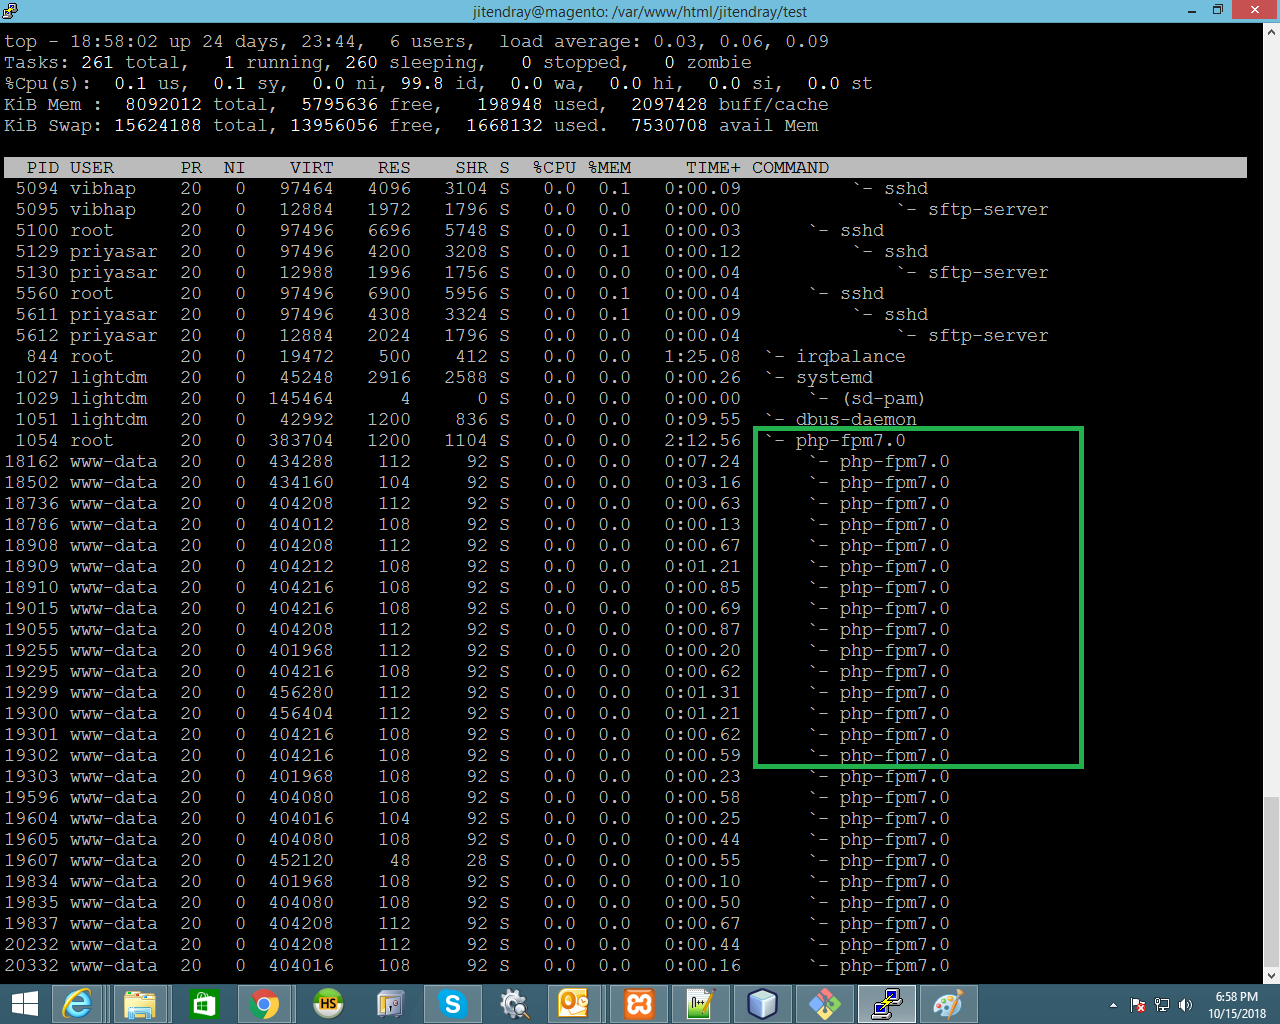 jitendray@magento: /var/www/html/jitendray/test
top - 18:58:02 up 24 days, 23:44,  6 users,  load average: 0.03, 0.06, 0.09
Tasks: 261 total,   1 running, 260 sleeping,   0 stopped,   0 zombie
%Cpu(s):  0.1 us,  0.1 sy,  0.0 ni, 99.8 id,  0.0 wa,  0.0 hi,  0.0 si,  0.0 st
KiB Mem :  8092012 total,  5795636 free,   198948 used,  2097428 buff/cache
KiB Swap: 15624188 total, 13956056 free,  1668132 used.  7530708 avail Mem
PID USER PR NI VIRT RES SHR S %CPU %MEM TIME+ COMMAND
5094 vibhap 20 0 97464 4096 3104 S 0.0 0.1 0:00.09 `- sshd
5095 vibhap 20 0 12884 1972 1796 S 0.0 0.0 0:00.00 `- sftp-server
5100 root 20 0 97496 6696 5748 S 0.0 0.1 0:00.03 `- sshd
5129 priyasar 20 0 97496 4200 3208 S 0.0 0.1 0:00.12 `- sshd
5130 priyasar 20 0 12988 1996 1756 S 0.0 0.0 0:00.04 `- sftp-server
5560 root 20 0 97496 6900 5956 S 0.0 0.1 0:00.04 `- sshd
5611 priyasar 20 0 97496 4308 3324 S 0.0 0.1 0:00.09 `- sshd
5612 priyasar 20 0 12884 2024 1796 S 0.0 0.0 0:00.04 `- sftp-server
844 root 20 0 19472 500 412 S 0.0 0.0 1:25.08 `- irqbalance
1027 lightdm 20 0 45248 2916 2588 S 0.0 0.0 0:00.26 `- systemd
1029 lightdm 20 0 145464 4 0 S 0.0 0.0 0:00.00 `- (sd-pam)
1051 lightdm 20 0 42992 1200 836 S 0.0 0.0 0:09.55 `- dbus-daemon
1054 root 20 0 383704 1200 1104 S 0.0 0.0 2:12.56 `- php-fpm7.0
18162 www-data 20 0 434288 112 92 S 0.0 0.0 0:07.24 `- php-fpm7.0
18502 www-data 20 0 434160 104 92 S 0.0 0.0 0:03.16 `- php-fpm7.0
18736 www-data 20 0 404208 112 92 S 0.0 0.0 0:00.63 `- php-fpm7.0
18786 www-data 20 0 404012 108 92 S 0.0 0.0 0:00.13 `- php-fpm7.0
18908 www-data 20 0 404208 112 92 S 0.0 0.0 0:00.67 `- php-fpm7.0
18909 www-data 20 0 404212 108 92 S 0.0 0.0 0:01.21 `- php-fpm7.0
18910 www-data 20 0 404216 108 92 S 0.0 0.0 0:00.85 `- php-fpm7.0
19015 www-data 20 0 404216 108 92 S 0.0 0.0 0:00.69 `- php-fpm7.0
19055 www-data 20 0 404208 112 92 S 0.0 0.0 0:00.87 `- php-fpm7.0
19255 www-data 20 0 401968 112 92 S 0.0 0.0 0:00.20 `- php-fpm7.0
19295 www-data 20 0 404216 108 92 S 0.0 0.0 0:00.62 `- php-fpm7.0
19299 www-data 20 0 456280 112 92 S 0.0 0.0 0:01.31 `- php-fpm7.0
19300 www-data 20 0 456404 112 92 S 0.0 0.0 0:01.21 `- php-fpm7.0
19301 www-data 20 0 404216 108 92 S 0.0 0.0 0:00.62 `- php-fpm7.0
19302 www-data 20 0 404216 108 92 S 0.0 0.0 0:00.59 `- php-fpm7.0
19303 www-data 20 0 401968 108 92 S 0.0 0.0 0:00.23 `- php-fpm7.0
19596 www-data 20 0 404080 108 92 S 0.0 0.0 0:00.58 `- php-fpm7.0
19604 www-data 20 0 404016 104 92 S 0.0 0.0 0:00.25 `- php-fpm7.0
19605 www-data 20 0 404080 108 92 S 0.0 0.0 0:00.44 `- php-fpm7.0
19607 www-data 20 0 452120 48 28 S 0.0 0.0 0:00.55 `- php-fpm7.0
19834 www-data 20 0 401968 108 92 S 0.0 0.0 0:00.10 `- php-fpm7.0
19835 www-data 20 0 404080 108 92 S 0.0 0.0 0:00.50 `- php-fpm7.0
19837 www-data 20 0 404208 112 92 S 0.0 0.0 0:00.67 `- php-fpm7.0
20232 www-data 20 0 404208 112 92 S 0.0 0.0 0:00.44 `- php-fpm7.0
20332 www-data 20 0 404016 108 92 S 0.0 0.0 0:00.16 `- php-fpm7.0
HS
6:58 PM
10/15/2018